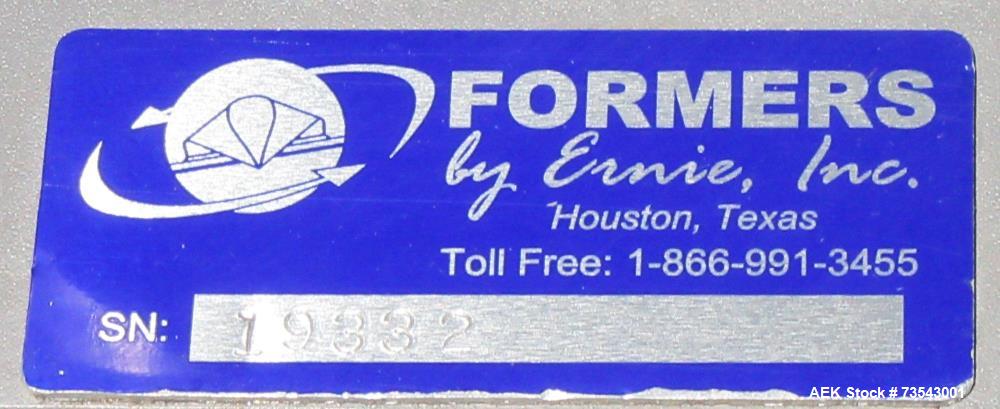 FORMERS
by Ernie, Inc.
Houston, Texas
Toll Free: 1-866-991-3455
SN: 19332
AEK Stock # 73543001